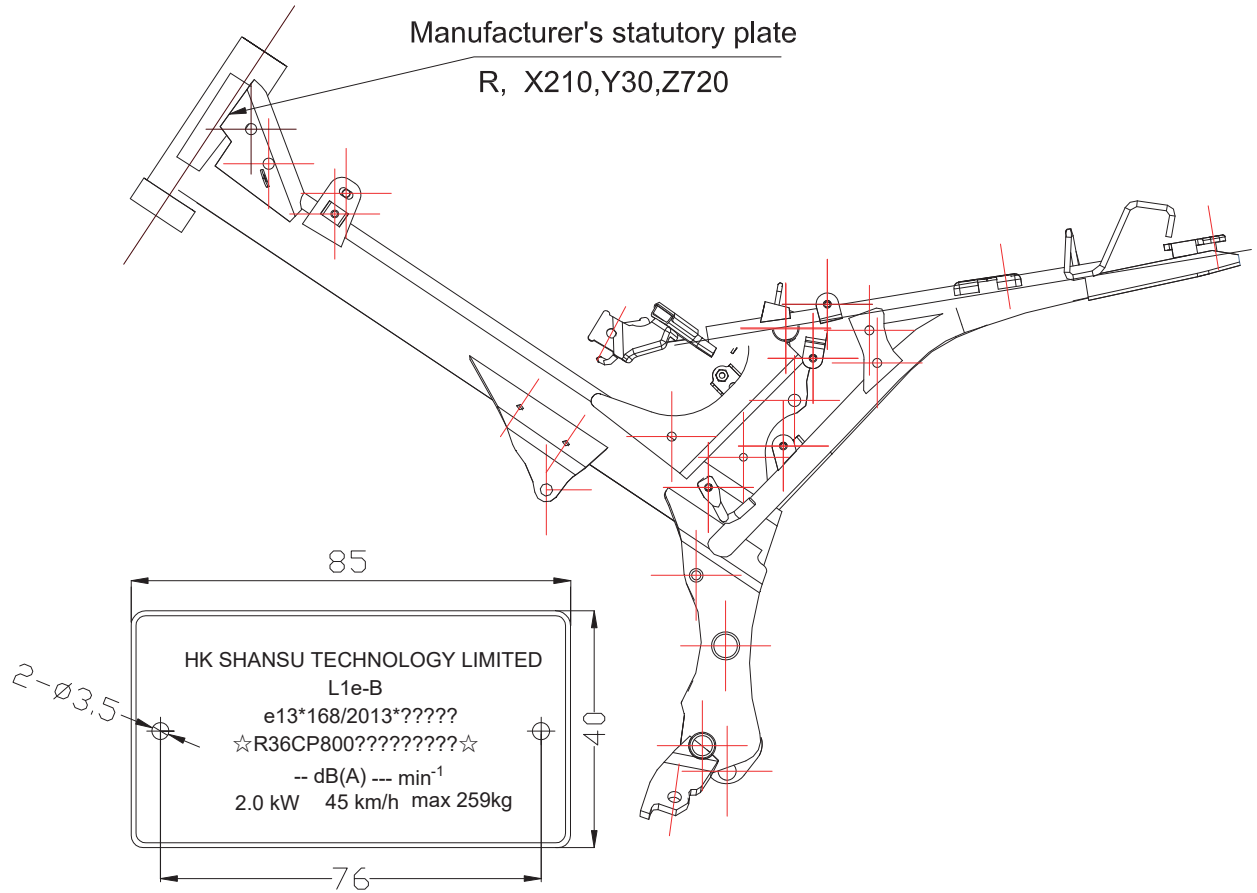 Manufacturer's statutory plate
R, X210,Y30,Z720
85
HK SHANSU TECHNOLOGY LIMITED
L1e-B
e13*168/2013*?????
☆R36CP800?????????☆
-- dB(A) --- min⁻¹
2.0 kW 45 km/h max 259kg
2-ø3.5
40
76